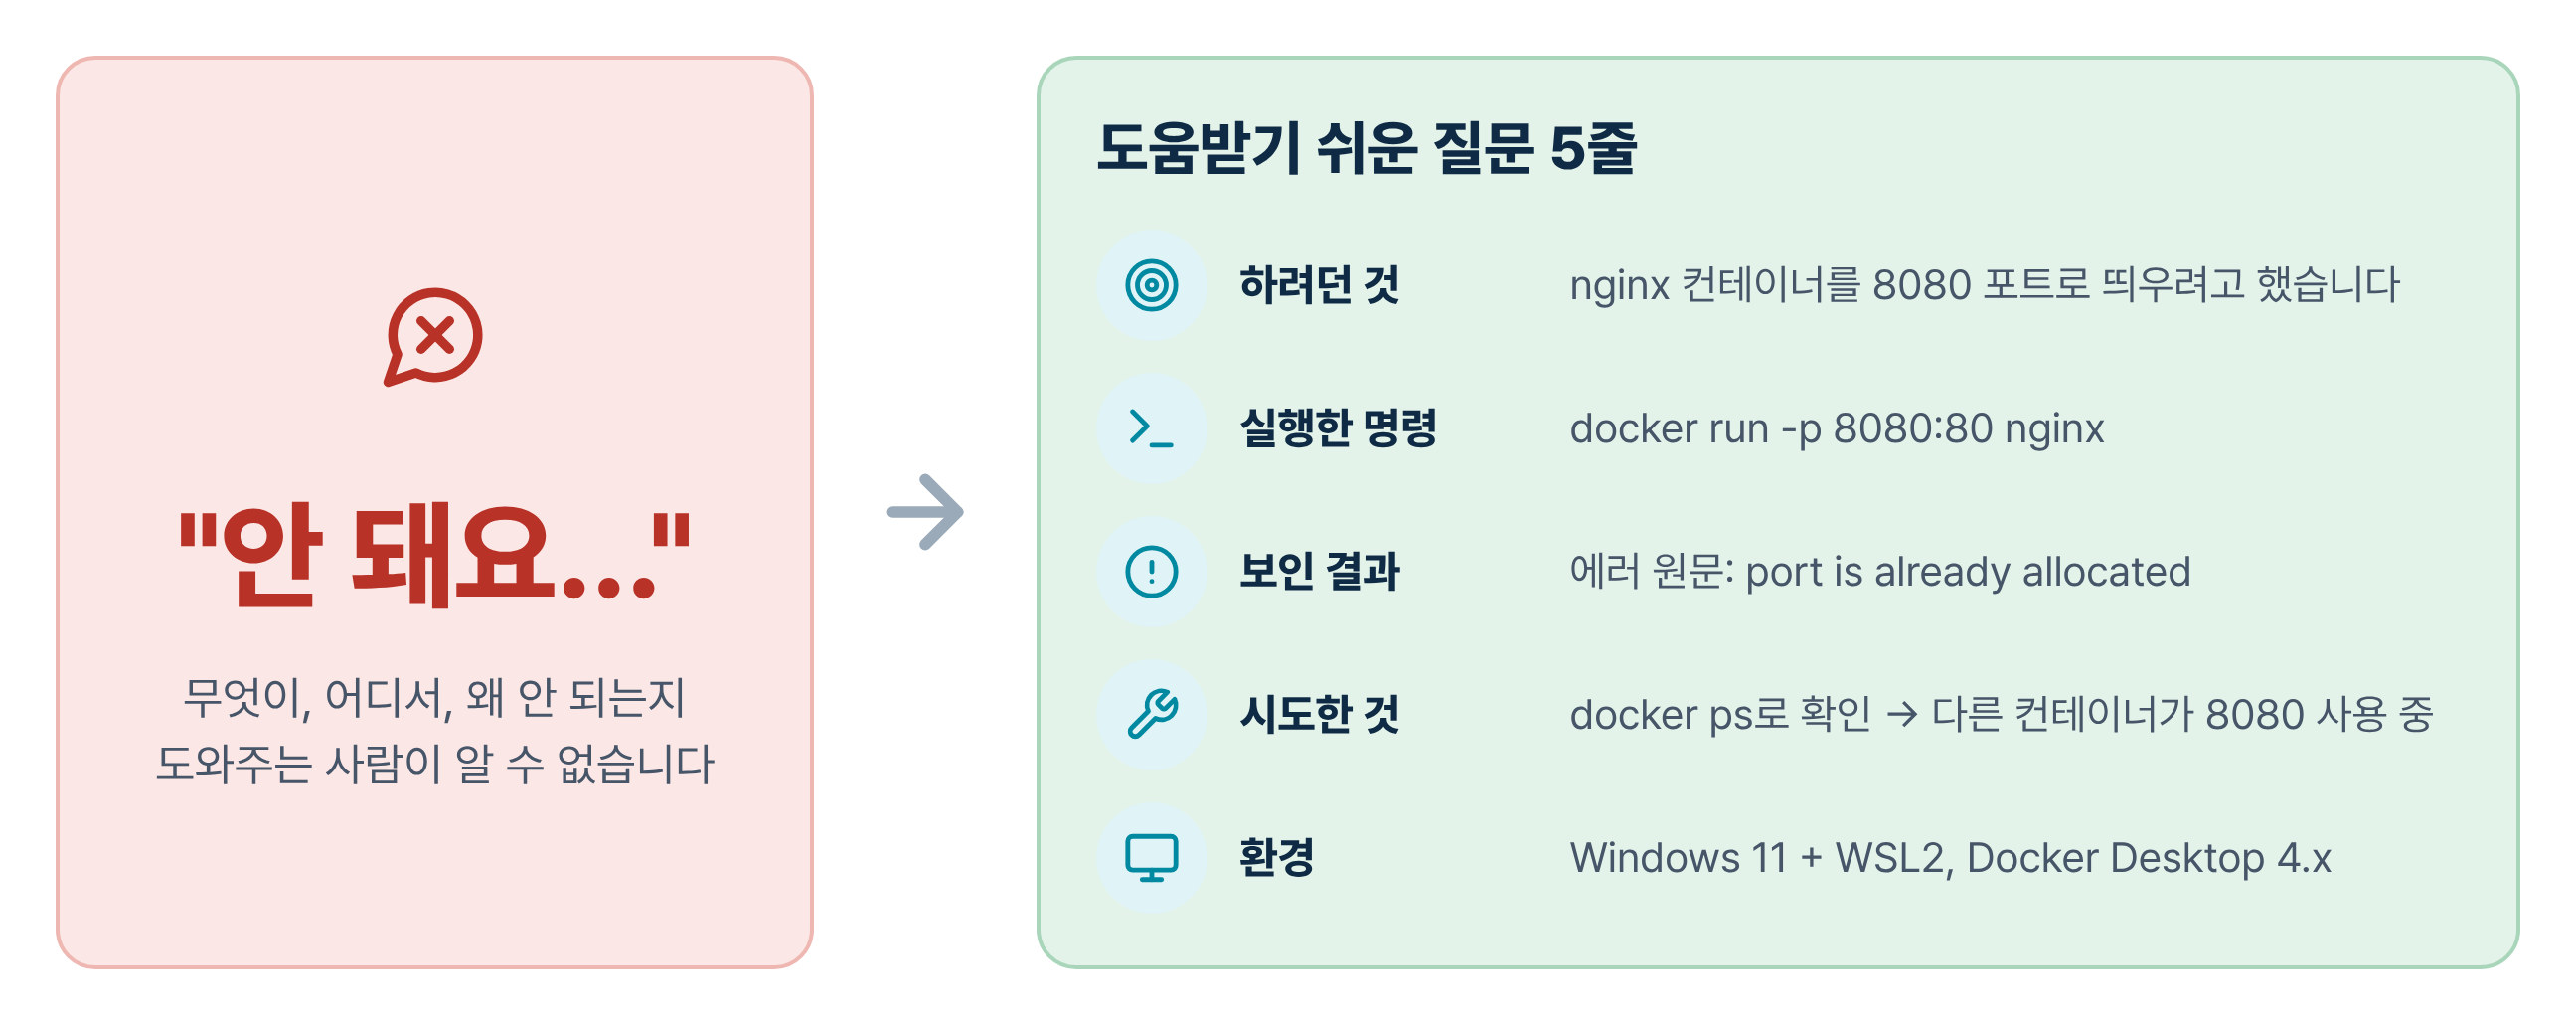 "안 돼요..."
무엇이, 어디서, 왜 안 되는지
도와주는 사람이 알 수 없습니다
도움받기 쉬운 질문 5줄
하려던 것 nginx 컨테이너를 8080 포트로 띄우려고 했습니다
실행한 명령 docker run -p 8080:80 nginx
보인 결과 에러 원문: port is already allocated
시도한 것 docker ps로 확인 → 다른 컨테이너가 8080 사용 중
환경 Windows 11 + WSL2, Docker Desktop 4.x